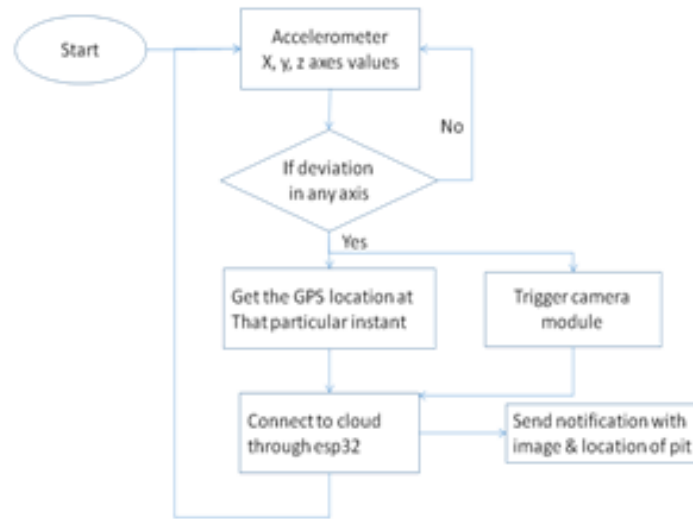 Start
Accelerometer
X, y, z axes values
No
If deviation
in any axis
Yes
Get the GPS location at
That particular instant
Trigger camera
module
Connect to cloud
through esp32
Send notification with
image & location of pit